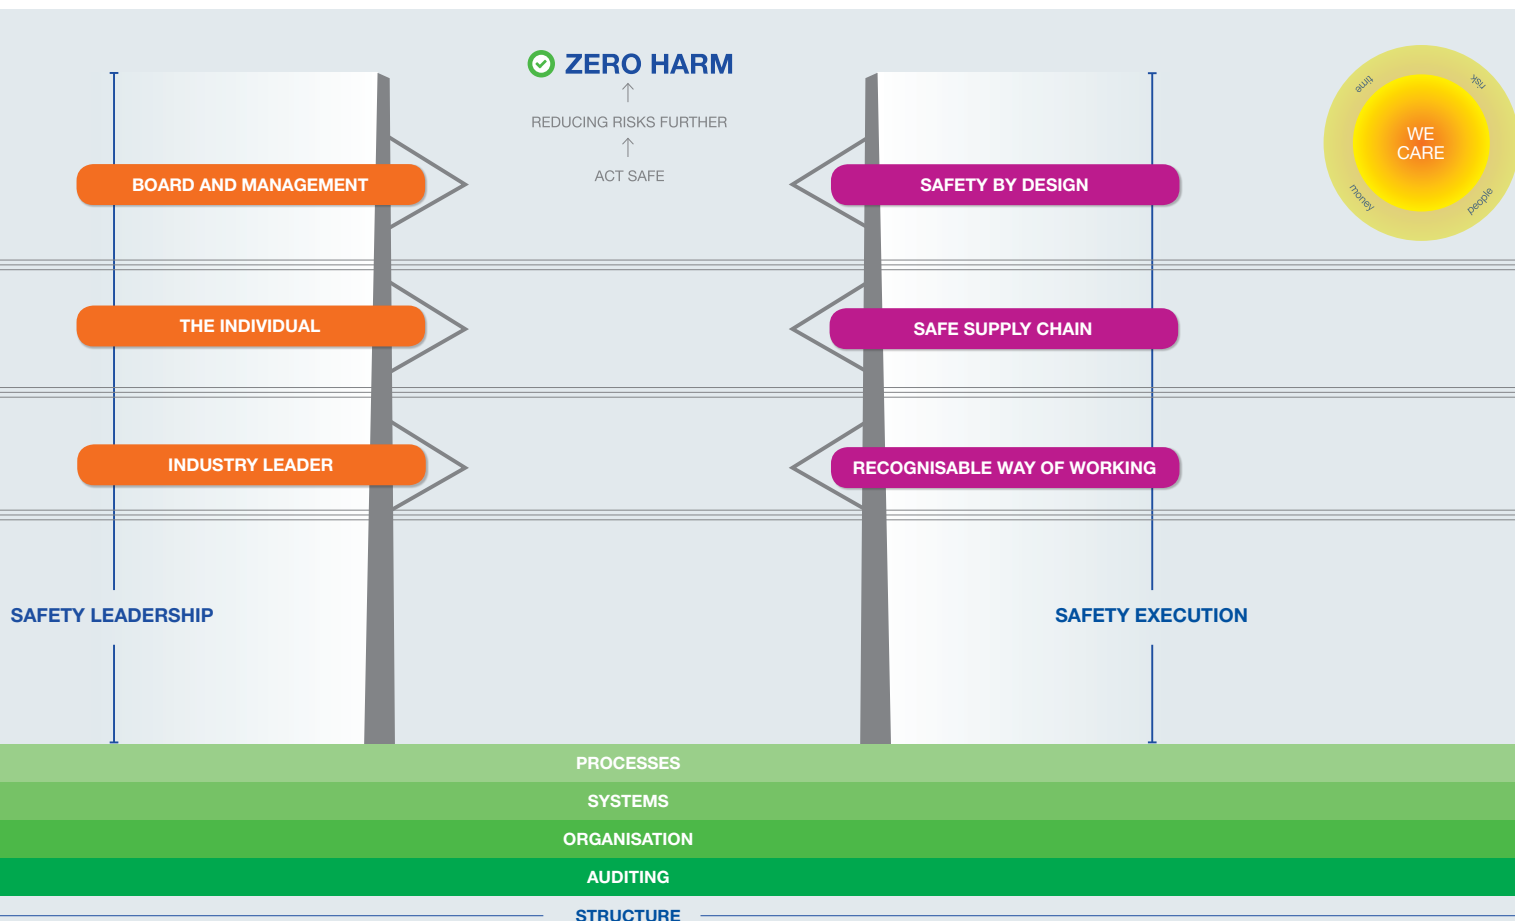 ZERO HARM
REDUCING RISKS FURTHER
ACT SAFE
time
risk
WE
CARE
money
people
BOARD AND MANAGEMENT
SAFETY BY DESIGN
THE INDIVIDUAL
SAFE SUPPLY CHAIN
INDUSTRY LEADER
RECOGNISABLE WAY OF WORKING
SAFETY LEADERSHIP
SAFETY EXECUTION
PROCESSES
SYSTEMS
ORGANISATION
AUDITING
STRUCTURE